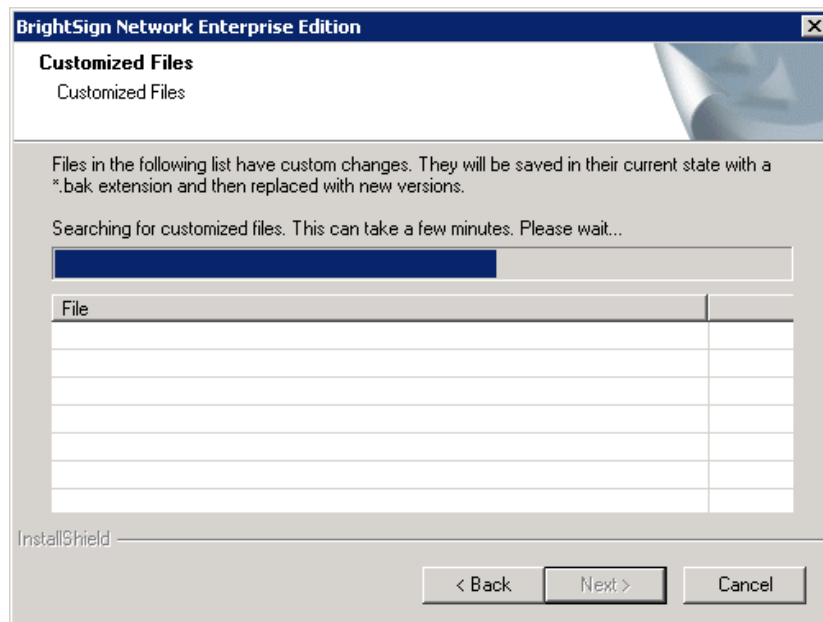 BrightSign Network Enterprise Edition
Customized Files
Customized Files
Files in the following list have custom changes. They will be saved in their current state with a
*.bak extension and then replaced with new versions.
Searching for customized files. This can take a few minutes. Please wait...
File
InstallShield
< Back
Next >
Cancel